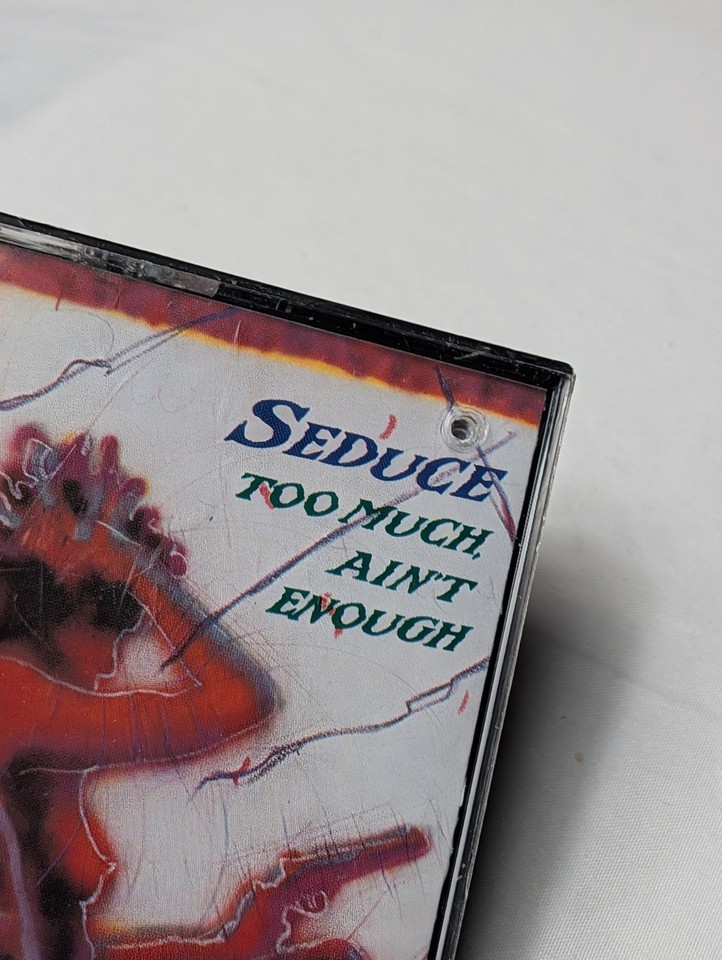 SEDUCE
TOO MUCH,
AIN'T
ENOUGH